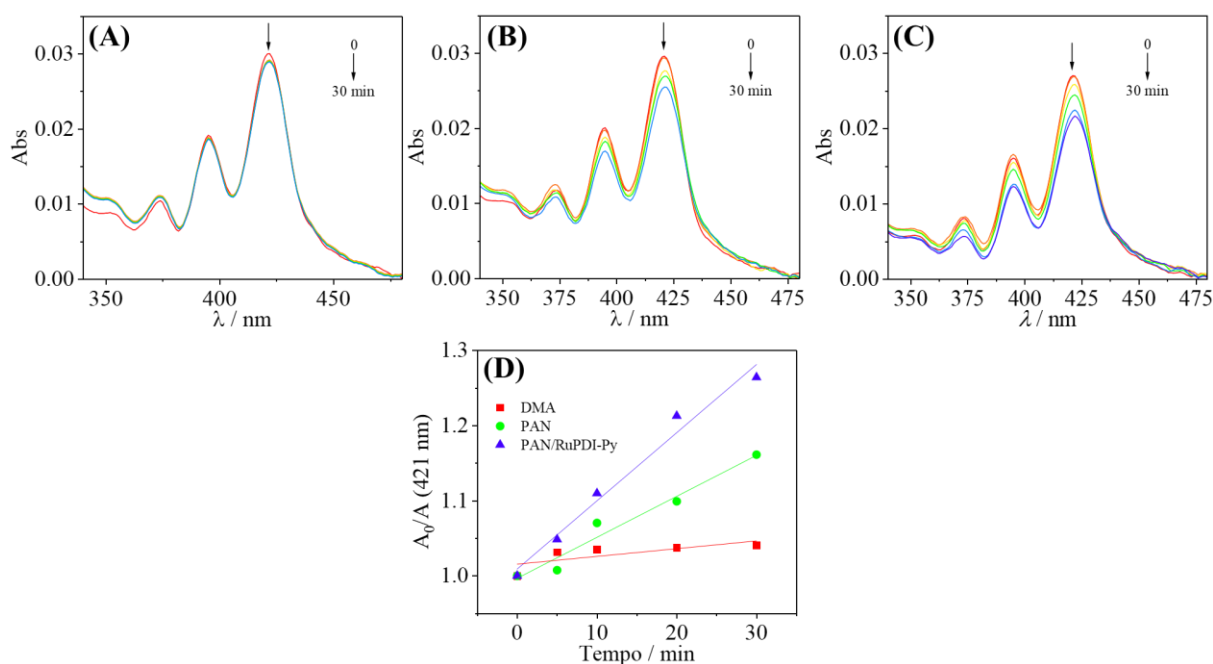 (A)
0
30 min
Abs
0.03
0.02
0.01
0.00
350
400
450
λ / nm
(B)
0
30 min
Abs
0.03
0.02
0.01
0.00
350
375
400
425
450
475
λ / nm
(C)
0
30 min
Abs
0.03
0.02
0.01
0.00
350
375
400
425
450
475
λ / nm
(D)
DMA
PAN
PAN/RuPDI-Py
A₀/A (421 nm)
1.3
1.2
1.1
1.0
0
10
20
30
Tempo / min